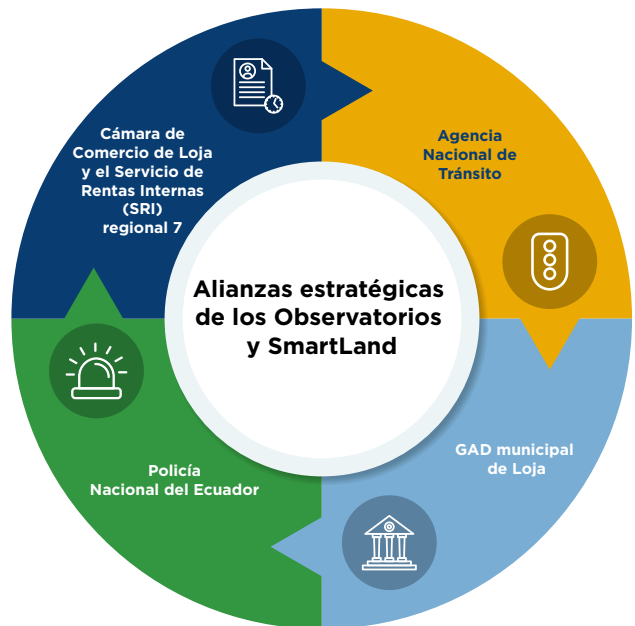 Cámara de
Comercio de Loja
y el Servicio de
Rentas Internas
(SRI)
regional 7
Agencia
Nacional de
Tránsito
Alianzas estratégicas
de los Observatorios
y SmartLand
GAD municipal
de Loja
Policía
Nacional del Ecuador